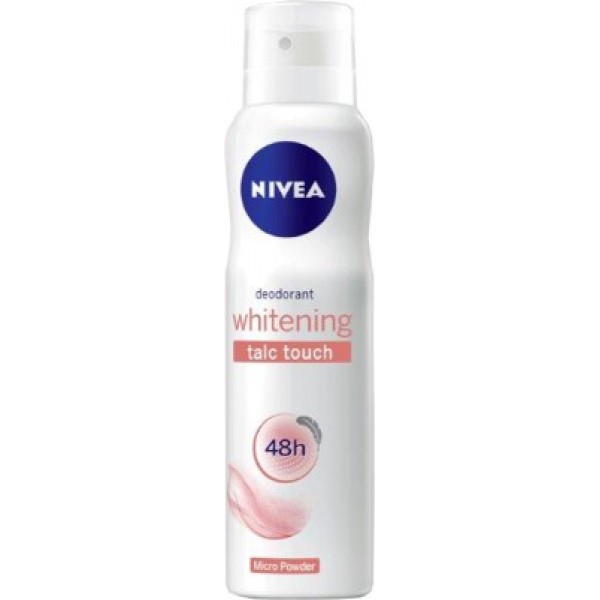 NIVEA
deodorant
whitening
talc touch
48h
Micro Powder